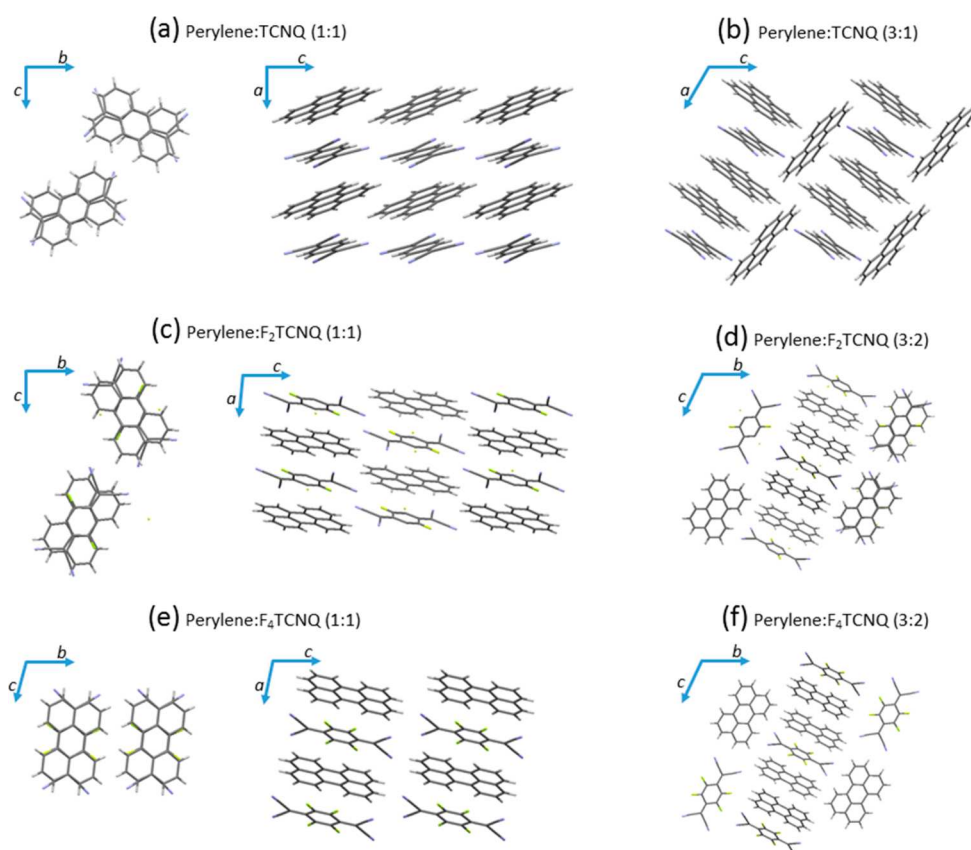 (a) Perylene:TCNQ (1:1)
b
c
c
a
(b) Perylene:TCNQ (3:1)
c
a
(c) Perylene:F₂TCNQ (1:1)
b
c
c
a
(d) Perylene:F₂TCNQ (3:2)
b
c
(e) Perylene:F₄TCNQ (1:1)
b
c
c
a
(f) Perylene:F₄TCNQ (3:2)
b
c